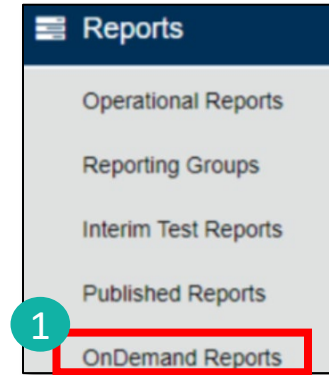 Reports
Operational Reports
Reporting Groups
Interim Test Reports
Published Reports
1
OnDemand Reports